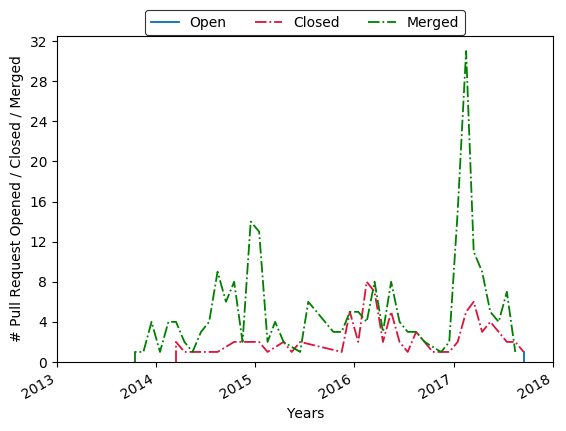 Open Closed Merged
# Pull Request Opened / Closed / Merged
32
28
24
20
16
12
8
4
0
2013 2014 2015 2016 2017 2018
Years